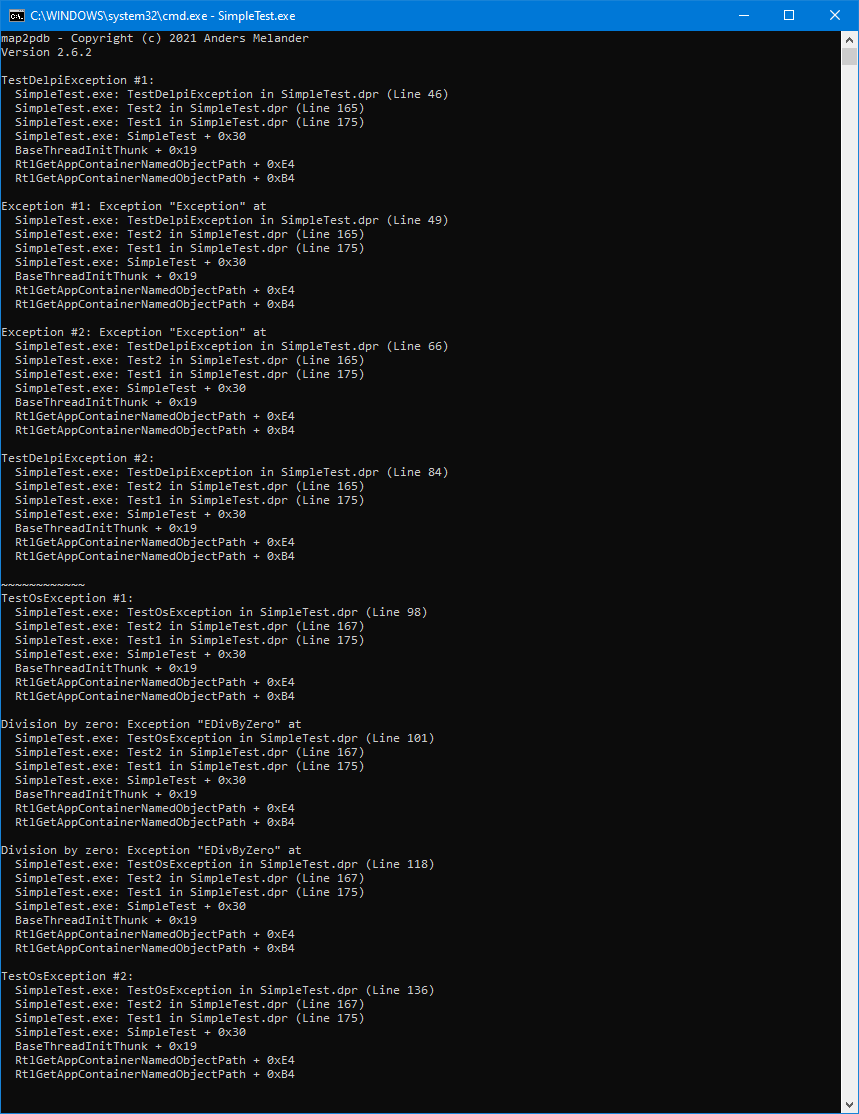 C:\WINDOWS\system32\cmd.exe - SimpleTest.exe
map2pdb - Copyright (c) 2021 Anders Melander
Version 2.6.2

TestDelpiException #1:
  SimpleTest.exe: TestDelpiException in SimpleTest.dpr (Line 46)
  SimpleTest.exe: Test2 in SimpleTest.dpr (Line 165)
  SimpleTest.exe: Test1 in SimpleTest.dpr (Line 175)
  SimpleTest.exe: SimpleTest + 0x30
  BaseThreadInitThunk + 0x19
  RtlGetAppContainerNamedObjectPath + 0xE4
  RtlGetAppContainerNamedObjectPath + 0xB4

Exception #1: Exception "Exception" at
  SimpleTest.exe: TestDelpiException in SimpleTest.dpr (Line 49)
  SimpleTest.exe: Test2 in SimpleTest.dpr (Line 165)
  SimpleTest.exe: Test1 in SimpleTest.dpr (Line 175)
  SimpleTest.exe: SimpleTest + 0x30
  BaseThreadInitThunk + 0x19
  RtlGetAppContainerNamedObjectPath + 0xE4
  RtlGetAppContainerNamedObjectPath + 0xB4

Exception #2: Exception "Exception" at
  SimpleTest.exe: TestDelpiException in SimpleTest.dpr (Line 66)
  SimpleTest.exe: Test2 in SimpleTest.dpr (Line 165)
  SimpleTest.exe: Test1 in SimpleTest.dpr (Line 175)
  SimpleTest.exe: SimpleTest + 0x30
  BaseThreadInitThunk + 0x19
  RtlGetAppContainerNamedObjectPath + 0xE4
  RtlGetAppContainerNamedObjectPath + 0xB4

TestDelpiException #2:
  SimpleTest.exe: TestDelpiException in SimpleTest.dpr (Line 84)
  SimpleTest.exe: Test2 in SimpleTest.dpr (Line 165)
  SimpleTest.exe: Test1 in SimpleTest.dpr (Line 175)
  SimpleTest.exe: SimpleTest + 0x30
  BaseThreadInitThunk + 0x19
  RtlGetAppContainerNamedObjectPath + 0xE4
  RtlGetAppContainerNamedObjectPath + 0xB4

~~~~~~~~~~~~
TestOsException #1:
  SimpleTest.exe: TestOsException in SimpleTest.dpr (Line 98)
  SimpleTest.exe: Test2 in SimpleTest.dpr (Line 167)
  SimpleTest.exe: Test1 in SimpleTest.dpr (Line 175)
  SimpleTest.exe: SimpleTest + 0x30
  BaseThreadInitThunk + 0x19
  RtlGetAppContainerNamedObjectPath + 0xE4
  RtlGetAppContainerNamedObjectPath + 0xB4

Division by zero: Exception "EDivByZero" at
  SimpleTest.exe: TestOsException in SimpleTest.dpr (Line 101)
  SimpleTest.exe: Test2 in SimpleTest.dpr (Line 167)
  SimpleTest.exe: Test1 in SimpleTest.dpr (Line 175)
  SimpleTest.exe: SimpleTest + 0x30
  BaseThreadInitThunk + 0x19
  RtlGetAppContainerNamedObjectPath + 0xE4
  RtlGetAppContainerNamedObjectPath + 0xB4

Division by zero: Exception "EDivByZero" at
  SimpleTest.exe: TestOsException in SimpleTest.dpr (Line 118)
  SimpleTest.exe: Test2 in SimpleTest.dpr (Line 167)
  SimpleTest.exe: Test1 in SimpleTest.dpr (Line 175)
  SimpleTest.exe: SimpleTest + 0x30
  BaseThreadInitThunk + 0x19
  RtlGetAppContainerNamedObjectPath + 0xE4
  RtlGetAppContainerNamedObjectPath + 0xB4

TestOsException #2:
  SimpleTest.exe: TestOsException in SimpleTest.dpr (Line 136)
  SimpleTest.exe: Test2 in SimpleTest.dpr (Line 167)
  SimpleTest.exe: Test1 in SimpleTest.dpr (Line 175)
  SimpleTest.exe: SimpleTest + 0x30
  BaseThreadInitThunk + 0x19
  RtlGetAppContainerNamedObjectPath + 0xE4
  RtlGetAppContainerNamedObjectPath + 0xB4